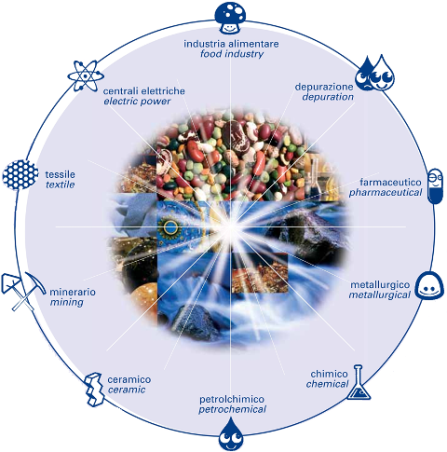 industria alimentare
food industry
centrali elettriche
electric power
depurazione
depuration
tessile
textile
farmaceutico
pharmaceutical
minerario
mining
metallurgico
metallurgical
ceramico
ceramic
chimico
chemical
petrolchimico
petrochemical